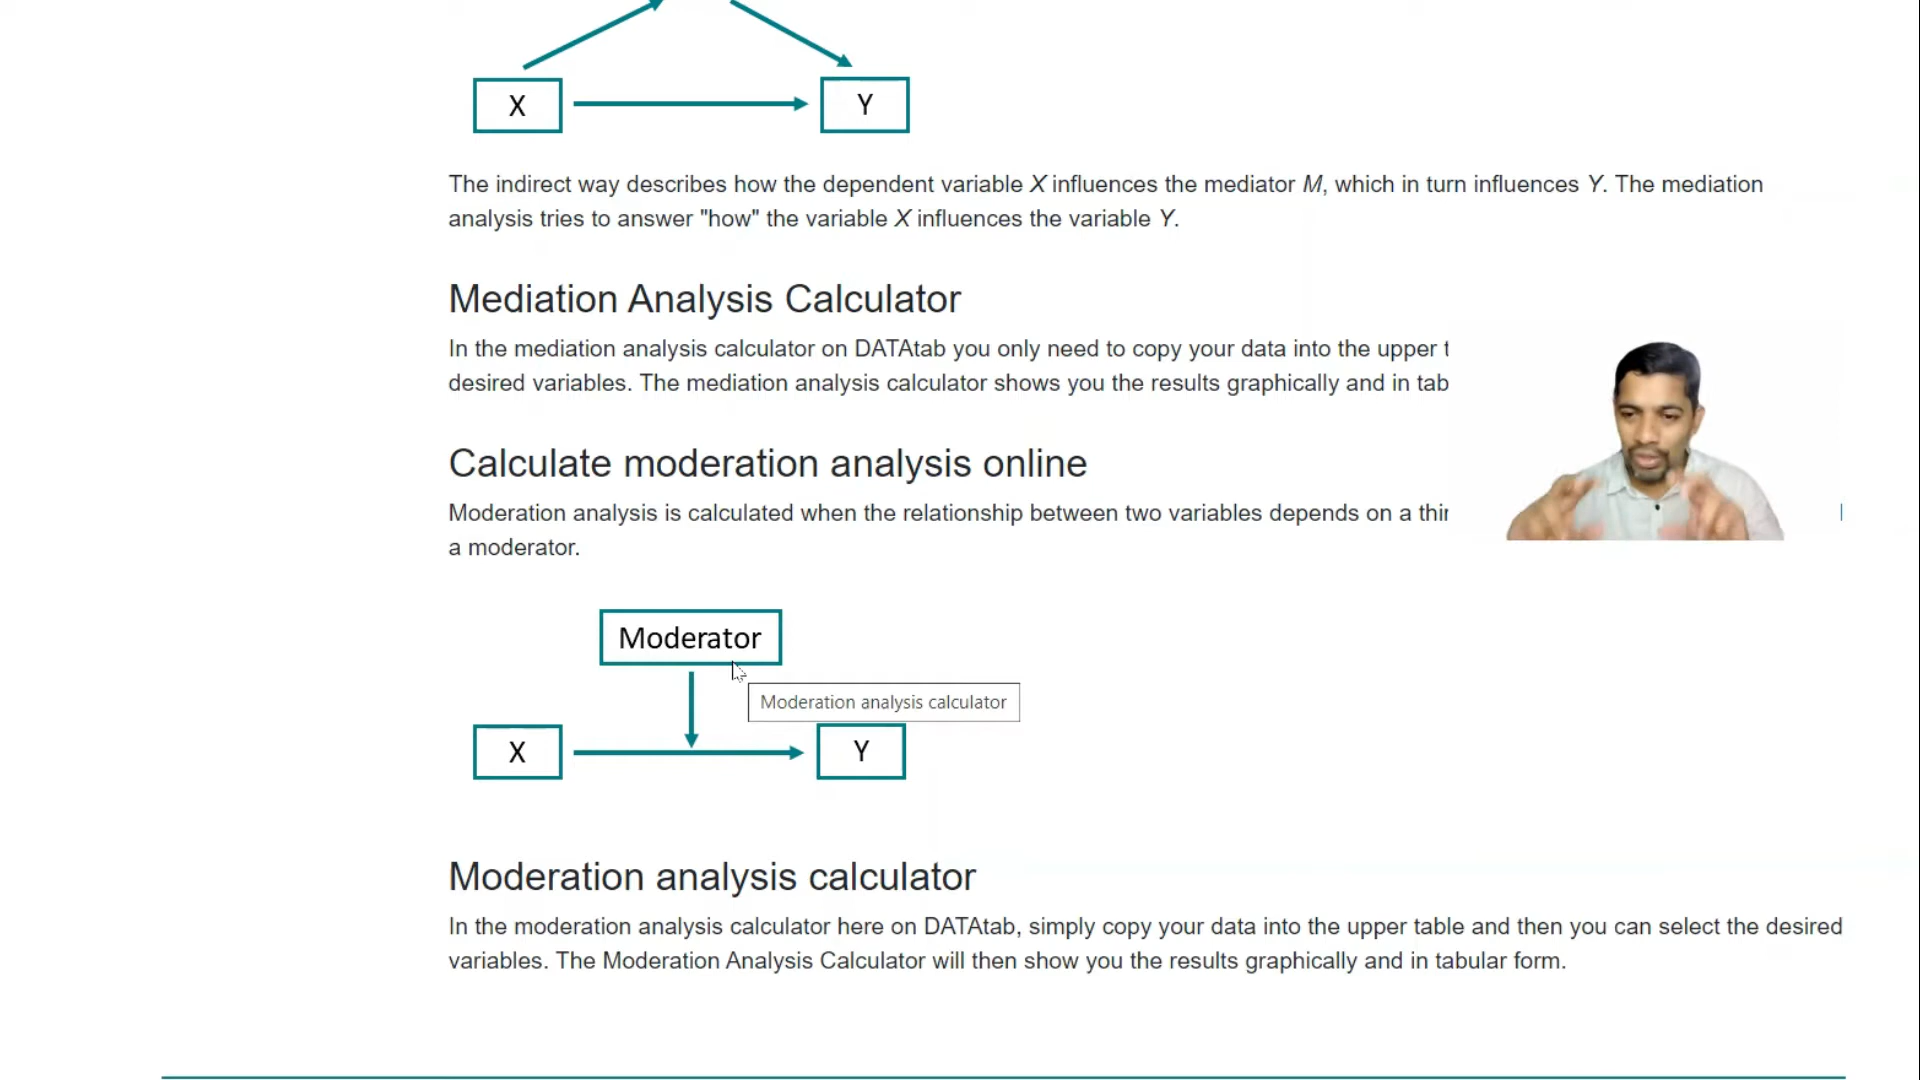 X
Y
The indirect way describes how the dependent variable X influences the mediator M, which in turn influences Y. The mediation
analysis tries to answer "how" the variable X influences the variable Y.
Mediation Analysis Calculator
In the mediation analysis calculator on DATAtab you only need to copy your data into the upper
desired variables. The mediation analysis calculator shows you the results graphically and in tab
Calculate moderation analysis online
Moderation analysis is calculated when the relationship between two variables depends on a
a moderator.
Moderator
Moderation analysis calculator
X
Y
Moderation analysis calculator
In the moderation analysis calculator here on DATAtab, simply copy your data into the upper table and then you can select the desired
variables. The Moderation Analysis Calculator will then show you the results graphically and in tabular form.